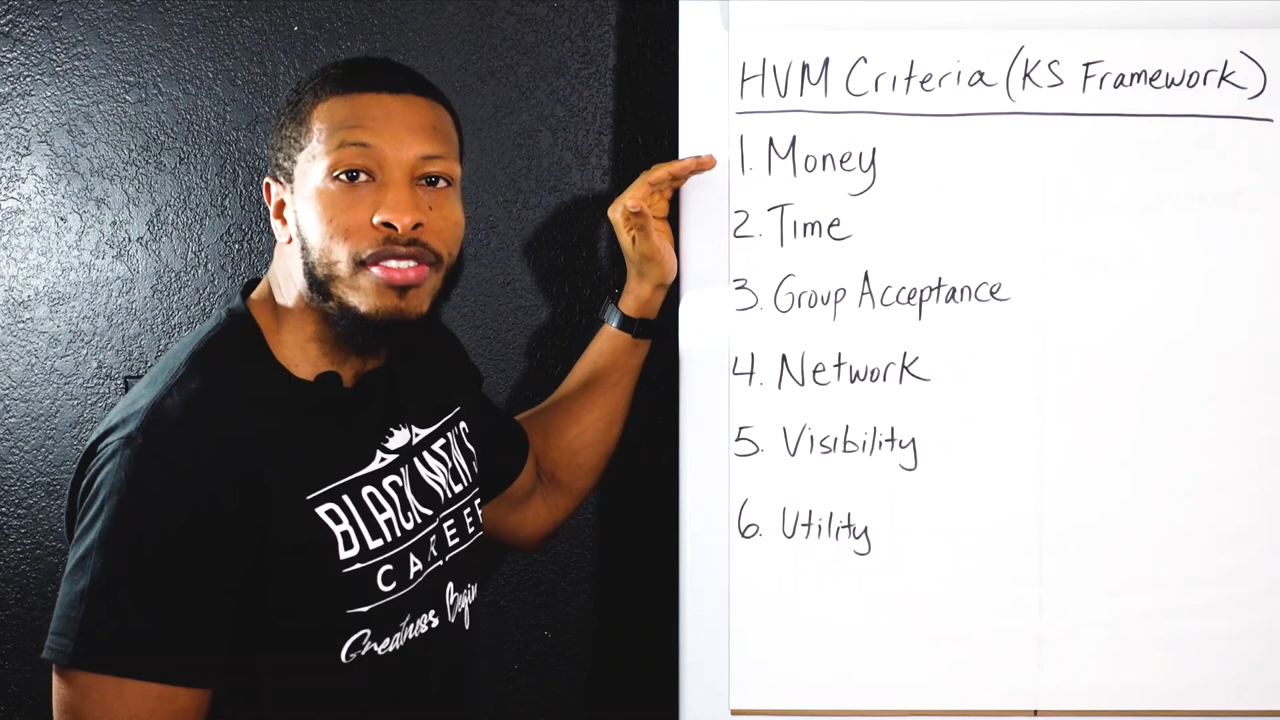 HVM Criteria (KS Framework)
1. Money
2. Time
3. Group Acceptance
4. Network
5. Visibility
6. Utility
BLACK MEN'S
CAREER
Greatness Begin